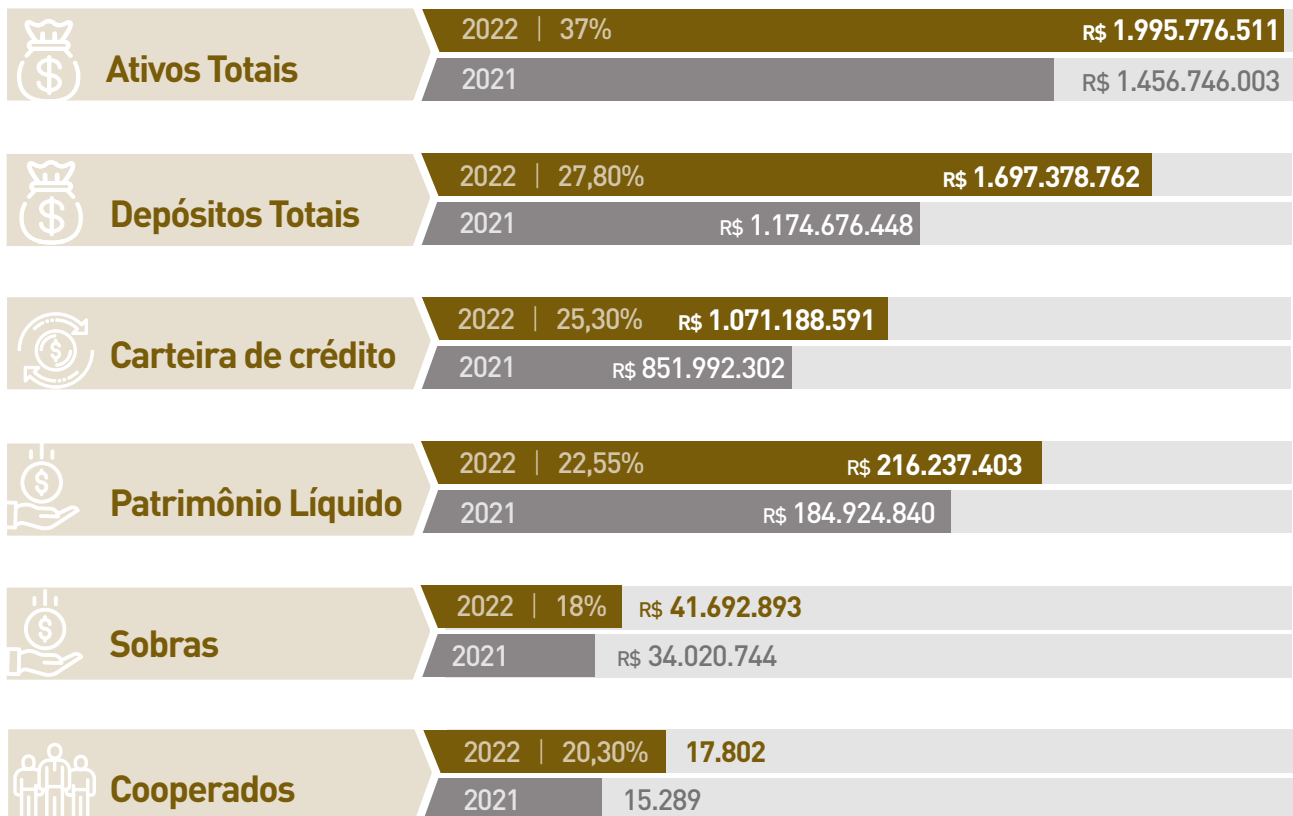 Ativos Totais
2022 | 37% R$ 1.995.776.511
2021 R$ 1.456.746.003
Depósitos Totais
2022 | 27,80% R$ 1.697.378.762
2021 R$ 1.174.676.448
Carteira de crédito
2022 | 25,30% R$ 1.071.188.591
2021 R$ 851.992.302
Patrimônio Líquido
2022 | 22,55% R$ 216.237.403
2021 R$ 184.924.840
Sobras
2022 | 18% R$ 41.692.893
2021 R$ 34.020.744
Cooperados
2022 | 20,30% 17.802
2021 15.289